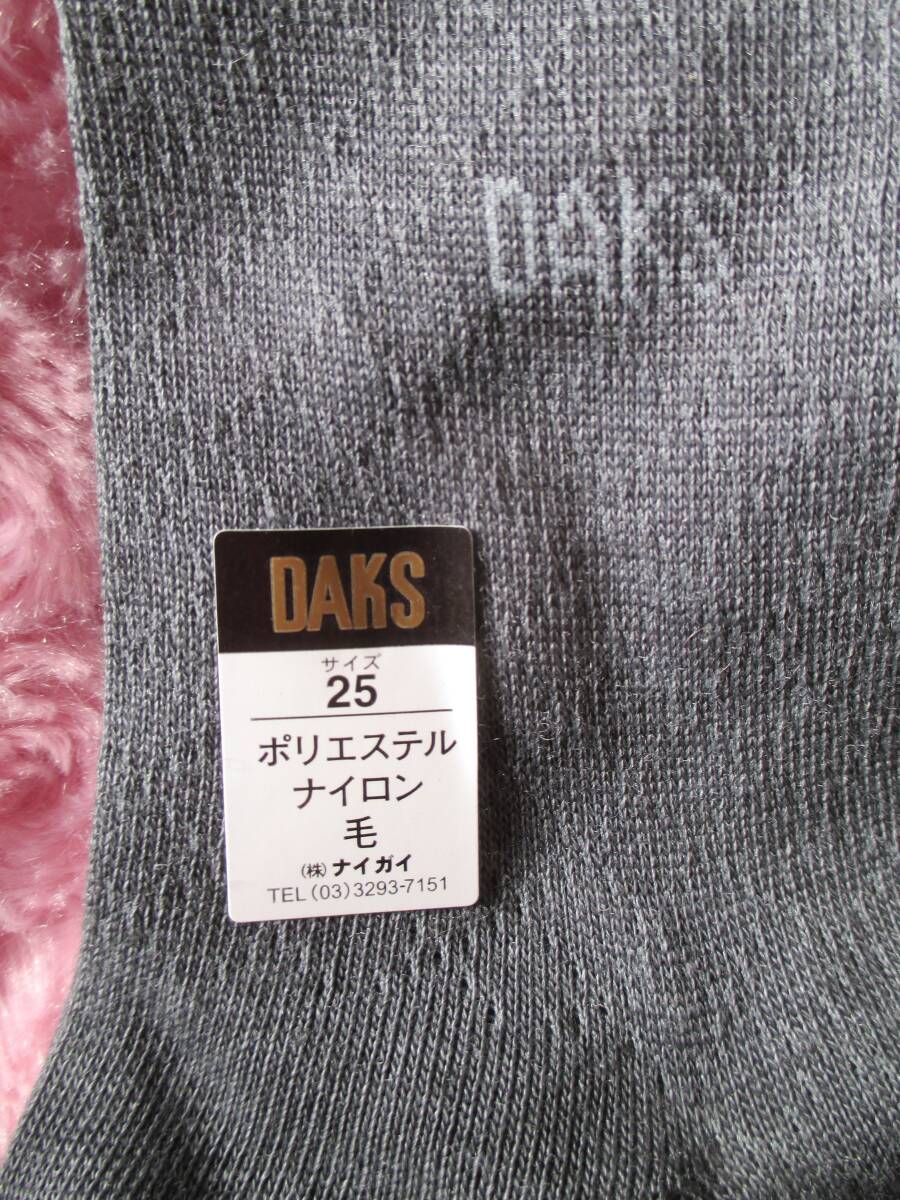 DAKS
DAKS
サイズ
25
ポリエステル
ナイロン
毛
(株)ナイガイ
TEL(03)3293-7151